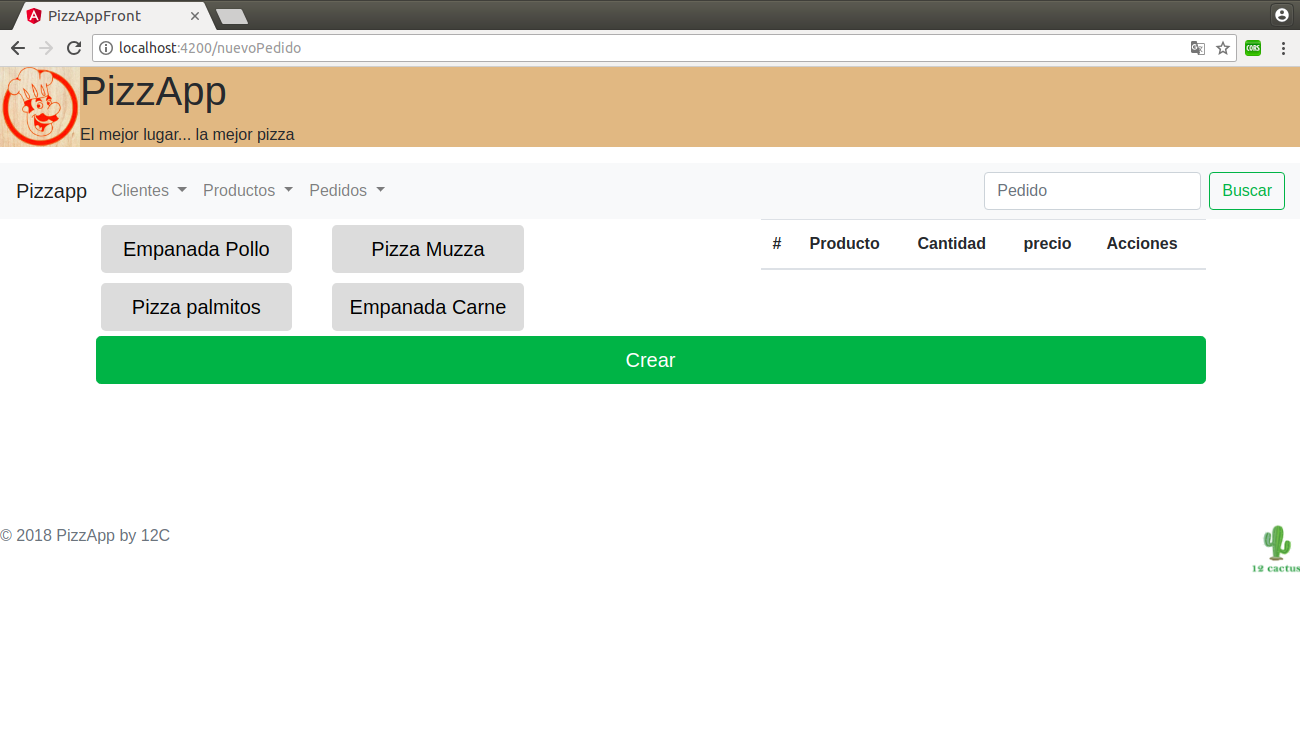 PizzAppFront
localhost:4200/nuevoPedido
CORS
PizzApp
El mejor lugar... la mejor pizza
Pizzapp Clientes Productos Pedidos Pedido Buscar
Empanada Pollo Pizza Muzza
# Producto Cantidad precio Acciones
Pizza palmitos Empanada Carne
Crear
© 2018 PizzApp by 12C
12 cactus